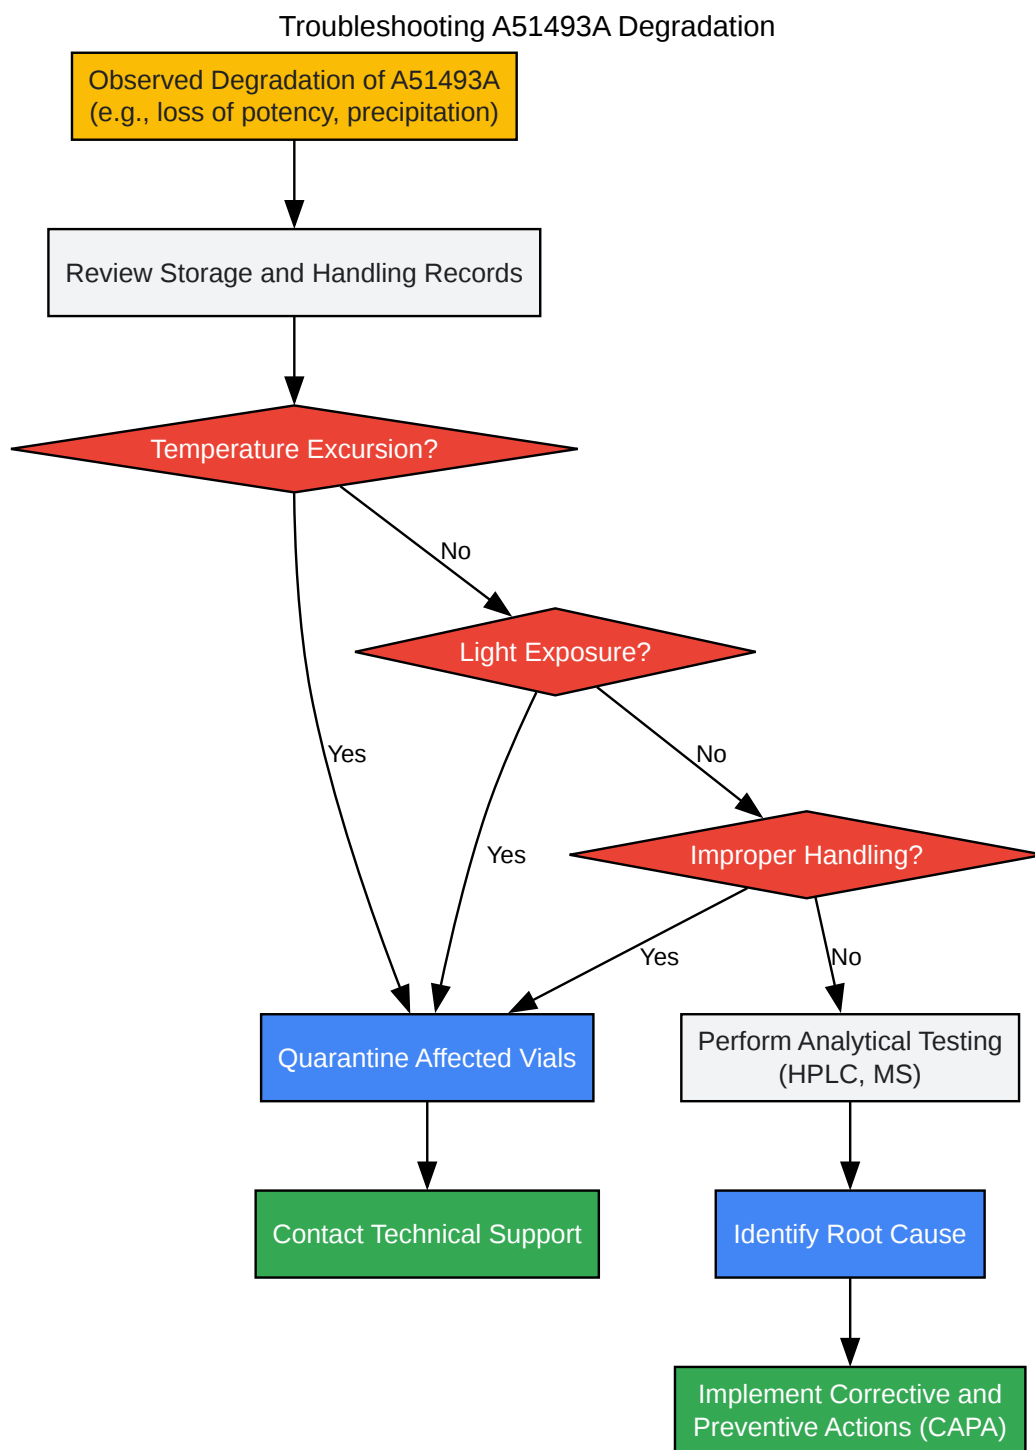 Troubleshooting A51493A Degradation
Observed Degradation of A51493A
(e.g., loss of potency, precipitation)
Review Storage and Handling Records
Temperature Excursion?
No
Light Exposure?
Yes
No
Yes
Improper Handling?
Yes
No
Quarantine Affected Vials
Perform Analytical Testing
(HPLC, MS)
Contact Technical Support
Identify Root Cause
Implement Corrective and
Preventive Actions (CAPA)